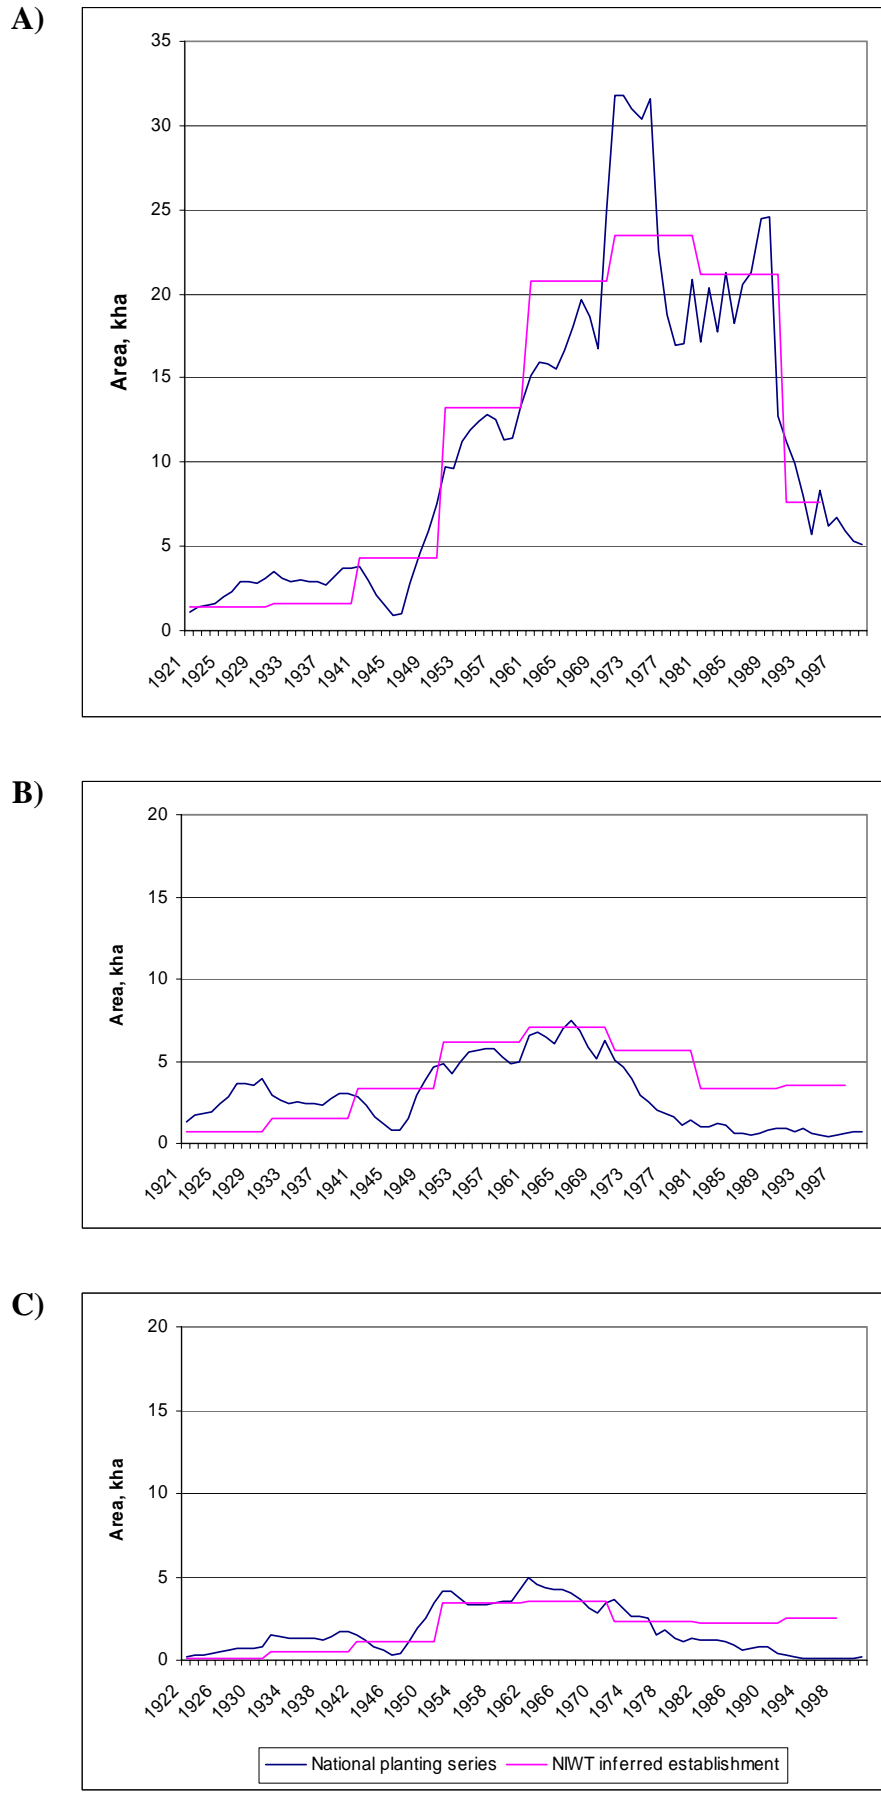 A)
35
30
25
20
15
10
5
0
Area, kha
1921 1925 1929 1933 1937 1941 1945 1949 1953 1957 1961 1965 1969 1973 1977 1981 1985 1989 1993 1997
B)
20
15
10
5
0
Area, kha
1921 1925 1929 1933 1937 1941 1945 1949 1953 1957 1961 1965 1969 1973 1977 1981 1985 1989 1993 1997
C)
20
15
10
5
0
Area, kha
1922 1926 1930 1934 1938 1942 1946 1950 1954 1958 1962 1966 1970 1974 1978 1982 1986 1990 1994 1998
National planting series NIWT inferred establishment